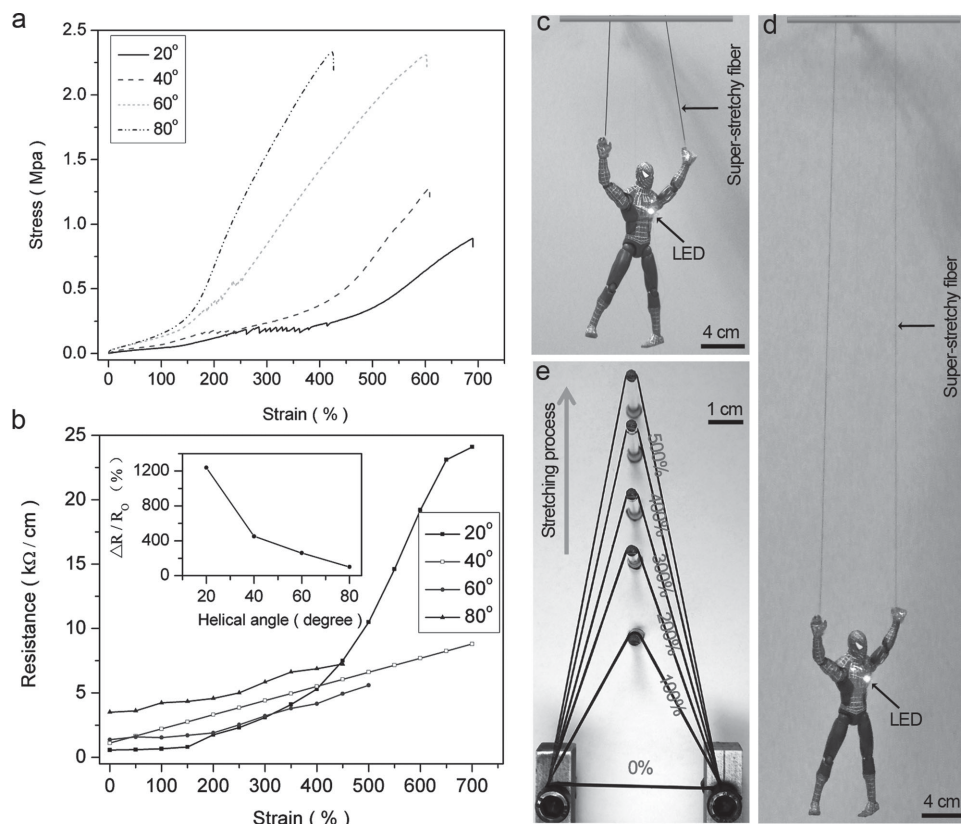 a
2.5
2.0
1.5
1.0
0.5
0.0
Stress ( Mpa )
20°
40°
60°
80°
0 100 200 300 400 500 600 700
Strain ( % )
b
25
20
15
10
5
0
Resistance ( kΩ / cm )
1200
800
400
0
△R / R₀ ( % )
20 40 60 80
Helical angle ( degree )
20°
40°
60°
80°
0 100 200 300 400 500 600 700
Strain ( % )
c
Super-stretchy fiber
LED
4 cm
d
Super-stretchy fiber
LED
4 cm
e
1 cm
Stretching process
500%
400%
300%
200%
100%
0%